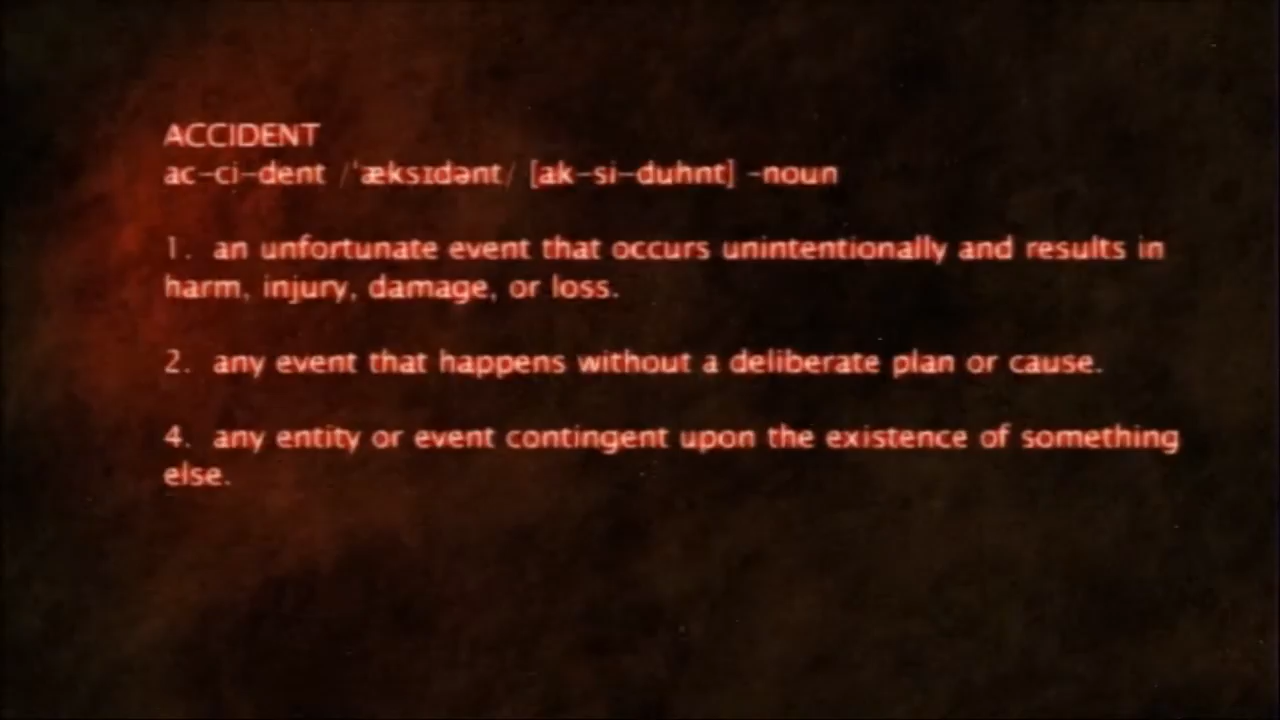 ACCIDENT
ac-ci-dent /ˈæksɪdənt/ [ak-si-duhnt] -noun
1. an unfortunate event that occurs unintentionally and results in
harm, injury, damage, or loss.
2. any event that happens without a deliberate plan or cause.
4. any entity or event contingent upon the existence of something
else.